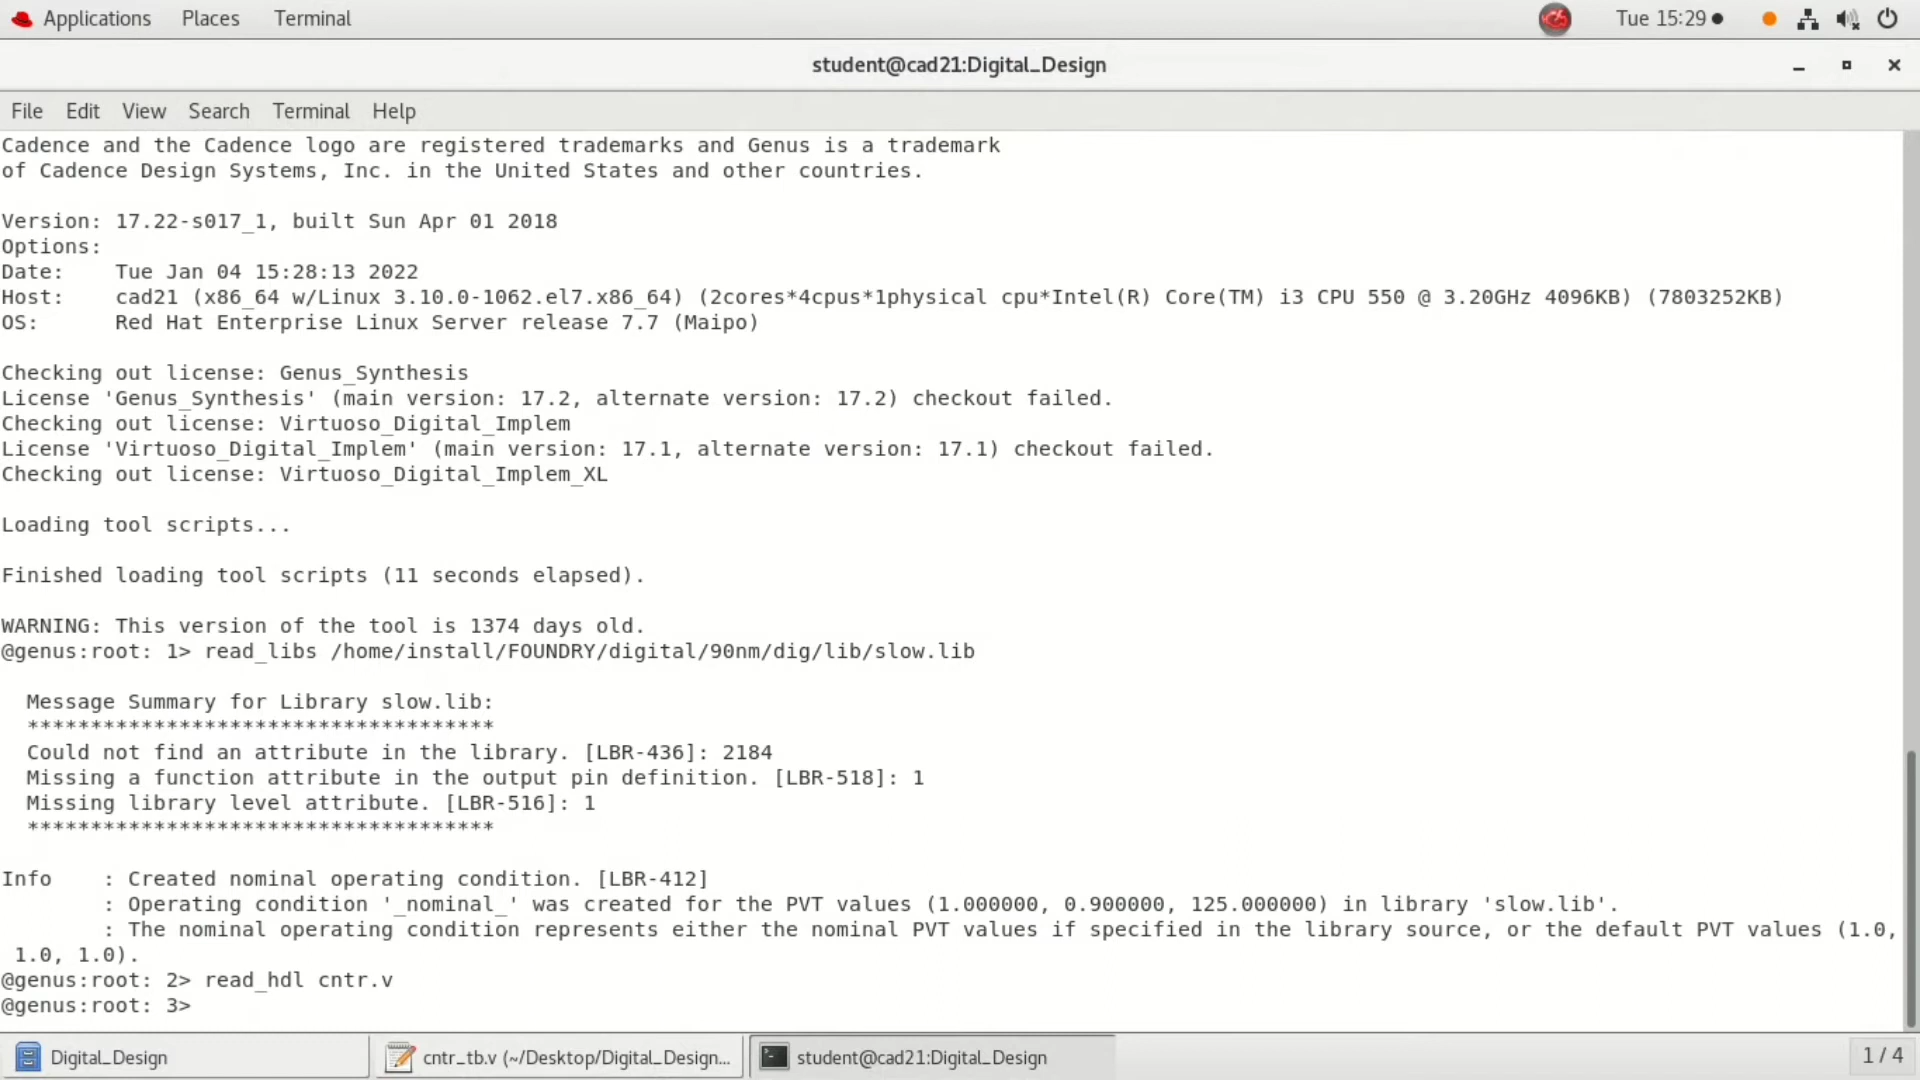 Applications Places Terminal Tue 15:29
student@cad21:Digital_Design
File Edit View Search Terminal Help
Cadence and the Cadence logo are registered trademarks and Genus is a trademark
of Cadence Design Systems, Inc. in the United States and other countries.
Version: 17.22-s017_1, built Sun Apr 01 2018
Options:
Date:    Tue Jan 04 15:28:13 2022
Host:    cad21 (x86_64 w/Linux 3.10.0-1062.el7.x86_64) (2cores*4cpus*1physical cpu*Intel(R) Core(TM) i3 CPU 550 @ 3.20GHz 4096KB) (7803252KB)
OS:      Red Hat Enterprise Linux Server release 7.7 (Maipo)
Checking out license: Genus_Synthesis
License 'Genus_Synthesis' (main version: 17.2, alternate version: 17.2) checkout failed.
Checking out license: Virtuoso_Digital_Implem
License 'Virtuoso_Digital_Implem' (main version: 17.1, alternate version: 17.1) checkout failed.
Checking out license: Virtuoso_Digital_Implem_XL
Loading tool scripts...
Finished loading tool scripts (11 seconds elapsed).
WARNING: This version of the tool is 1374 days old.
@genus:root: 1> read_libs /home/install/FOUNDRY/digital/90nm/dig/lib/slow.lib
Message Summary for Library slow.lib:
*************************************
Could not find an attribute in the library. [LBR-436]: 2184
Missing a function attribute in the output pin definition. [LBR-518]: 1
Missing library level attribute. [LBR-516]: 1
*************************************
Info    : Created nominal operating condition. [LBR-412]
        : Operating condition '_nominal_' was created for the PVT values (1.000000, 0.900000, 125.000000) in library 'slow.lib'.
        : The nominal operating condition represents either the nominal PVT values if specified in the library source, or the default PVT values (1.0,
1.0, 1.0).
@genus:root: 2> read_hdl cntr.v
@genus:root: 3>
Digital_Design cntr_tb.v (~/Desktop/Digital_Design... student@cad21:Digital_Design 1 / 4